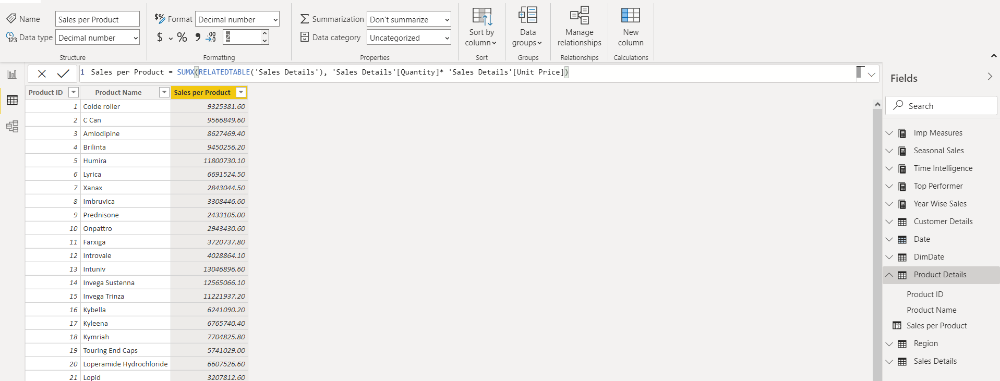 Name Sales per Product
Data type Decimal number
Structure
Format Decimal number
$ % , .00 →.0 2
Formatting
Summarization Don't summarize
Data category Uncategorized
Properties
Sort by
column
Sort
Data
groups
Groups
Manage
relationships
Relationships
New
column
Calculations
1 Sales per Product = SUMX(RELATEDTABLE('Sales Details'), 'Sales Details'[Quantity]* 'Sales Details'[Unit Price])
Product ID Product Name Sales per Product
1 Colde roller 9325381.60
2 C Can 9566849.60
3 Amlodipine 8627469.40
4 Brilinta 9450256.20
5 Humira 11800730.10
6 Lyrica 6691524.50
7 Xanax 2843044.50
8 Imbruvica 3308446.60
9 Prednisone 2433105.00
10 Onpattro 2943430.60
11 Farxiga 3720737.80
12 Introvale 4028864.10
13 Intuniv 13046896.60
14 Invega Sustenna 12565066.10
15 Invega Trinza 11221937.20
16 Kybella 6241090.20
17 Kyleena 6765740.40
18 Kymriah 7704825.80
19 Touring End Caps 5741029.00
20 Loperamide Hydrochloride 6607526.60
21 Lopid 3207812.60
Fields
Search
Imp Measures
Seasonal Sales
Time Intelligence
Top Performer
Year Wise Sales
Customer Details
Date
DimDate
Product Details
Product ID
Product Name
Sales per Product
Region
Sales Details